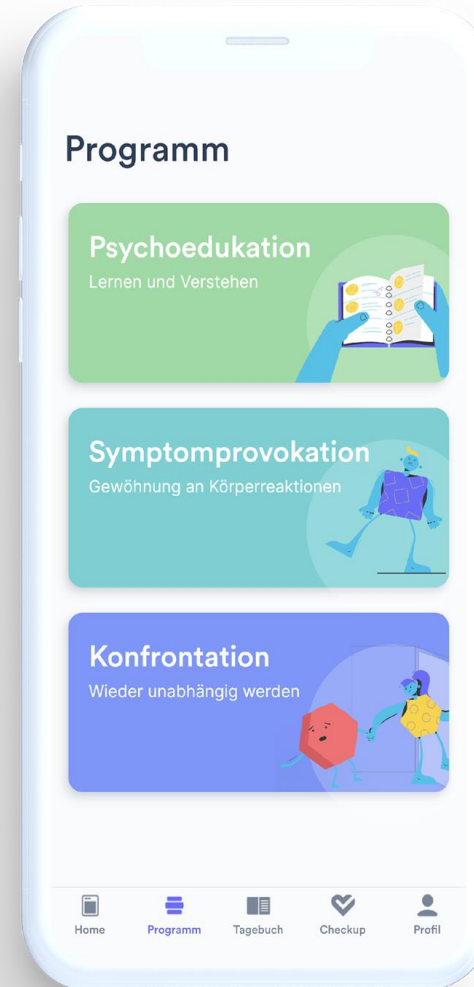 Programm
Psychoedukation
Lernen und Verstehen
Symptomprovokation
Gewöhnung an Körperreaktionen
Konfrontation
Wieder unabhängig werden
Home
Programm
Tagebuch
Checkup
Profil